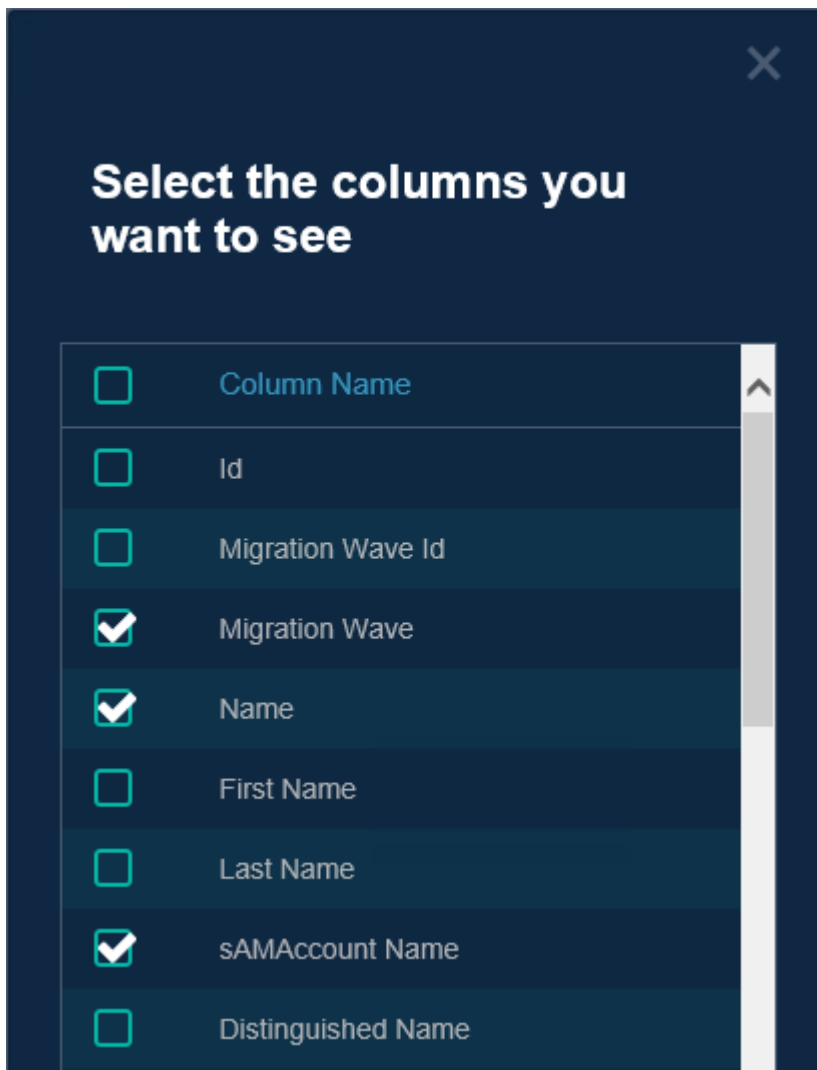 Select the columns you
want to see
Column Name
Id
Migration Wave Id
Migration Wave
Name
First Name
Last Name
sAMAccount Name
Distinguished Name